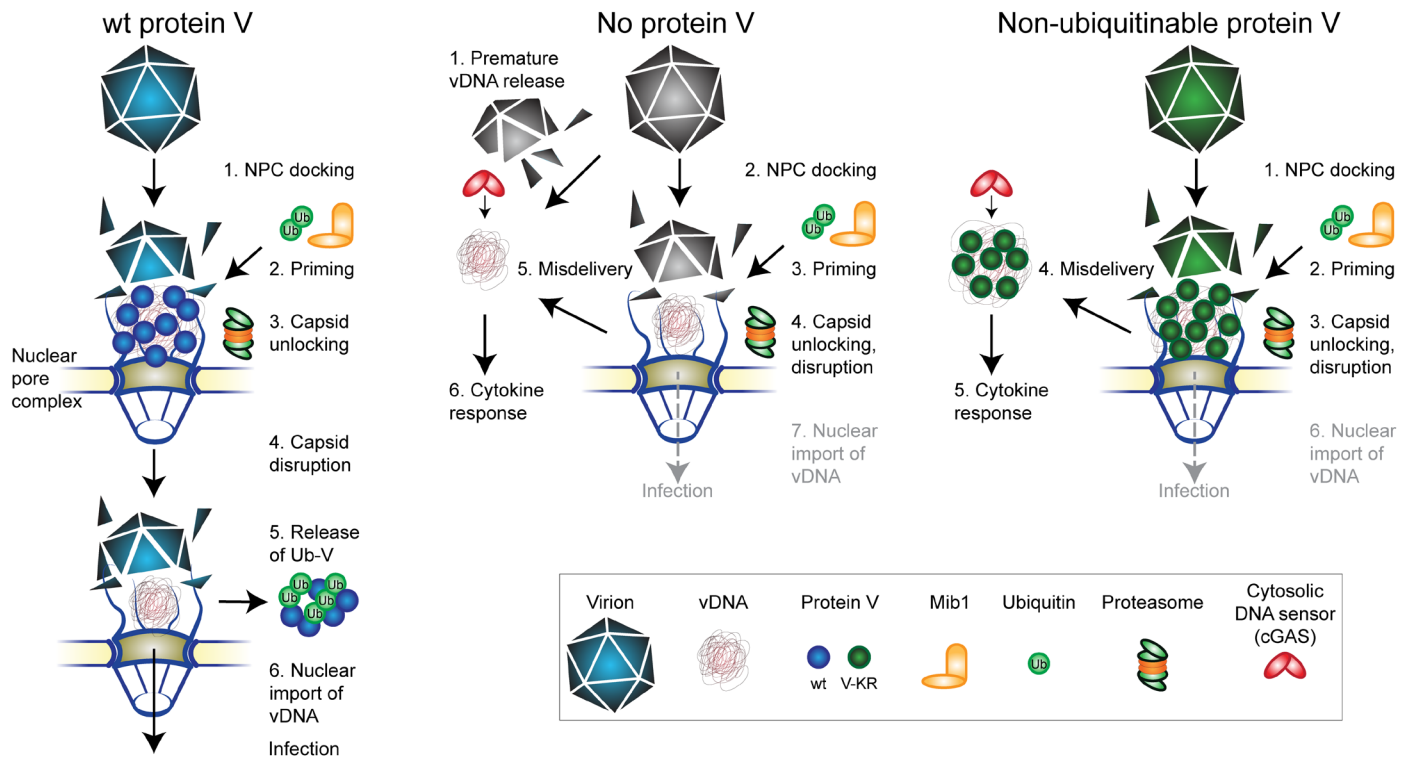 wt protein V
1. NPC docking
Ub
Ub
2. Priming
3. Capsid
unlocking
Nuclear
pore
complex
4. Capsid
disruption
5. Release
of Ub-V
Ub
Ub
Ub
Ub
Ub
6. Nuclear
import of
vDNA
Infection
No protein V
1. Premature
vDNA release
2. NPC docking
Ub
Ub
3. Priming
5. Misdelivery
4. Capsid
unlocking,
disruption
6. Cytokine
response
7. Nuclear
import of
vDNA
Infection
Non-ubiquitinable protein V
1. NPC docking
Ub
Ub
2. Priming
4. Misdelivery
3. Capsid
unlocking,
disruption
5. Cytokine
response
6. Nuclear
import of
vDNA
Infection
Virion
vDNA
Protein V
wt
V-KR
Mib1
Ubiquitin
Ub
Proteasome
Cytosolic
DNA sensor
(cGAS)